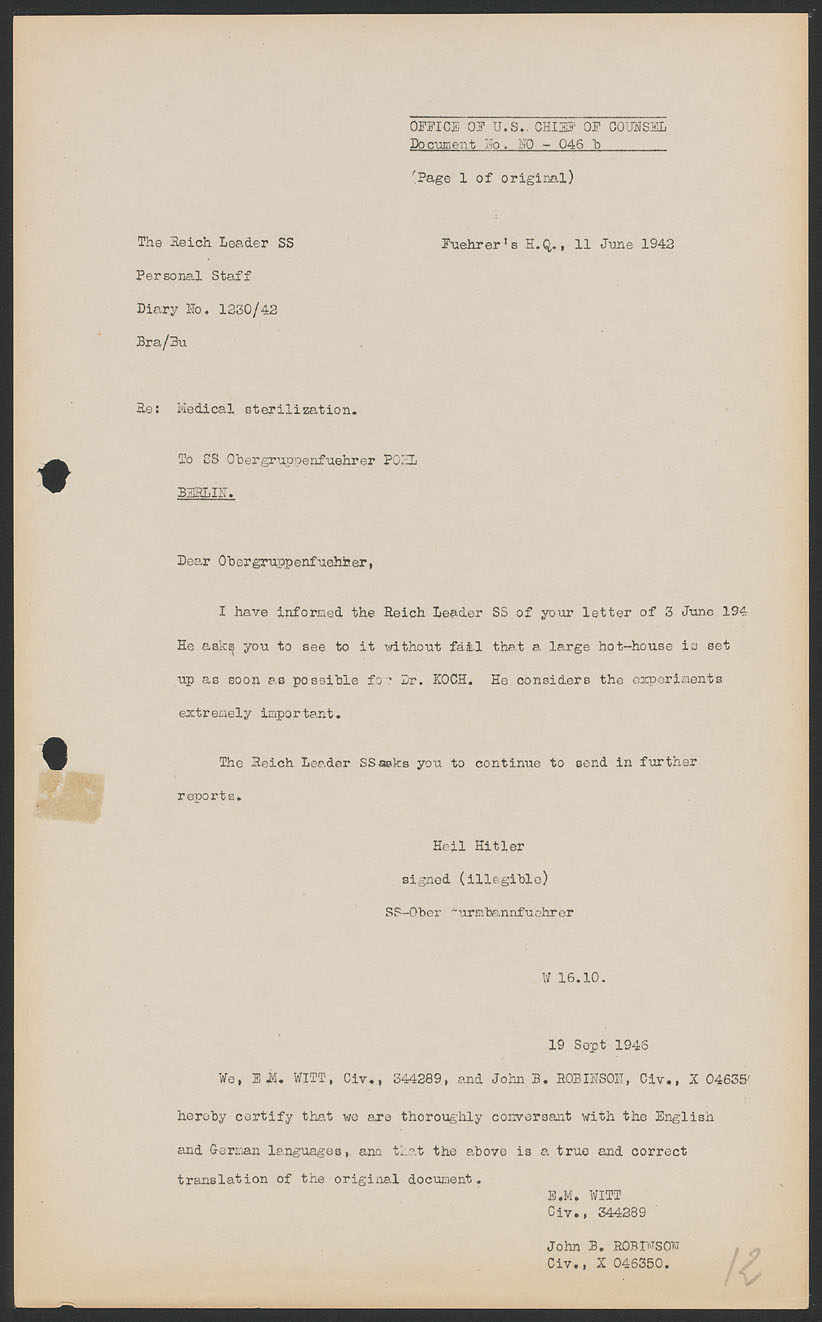 OFFICE OF U.S. CHIEF OF COUNSEL
Document No. NO - 046 b
(Page 1 of original)
The Reich Leader SS Fuehrer's H.Q., 11 June 1942
Personal Staff
Diary No. 1230/42
Bra/Bu
Re: Medical sterilization.
To SS Obergruppenfuehrer POHL
BERLIN.
Dear Obergruppenfuehrer,
I have informed the Reich Leader SS of your letter of 3 June 194
He asks you to see to it without fail that a large hot-house is set
up as soon as possible for Dr. KOCH. He considers the experiments
extremely important.
The Reich Leader SS asks you to continue to send in further
reports.
Heil Hitler
signed (illegible)
SS-Ober urmbannfuehrer
W 16.10.
19 Sept 1946
We, E.M. WITT, Civ., 344289, and John B. ROBINSON, Civ., X 04635
hereby certify that we are thoroughly conversant with the English
and German languages, and that the above is a true and correct
translation of the original document.
E.M. WITT
Civ., 344289
John B. ROBINSON
Civ., X 046350.
12